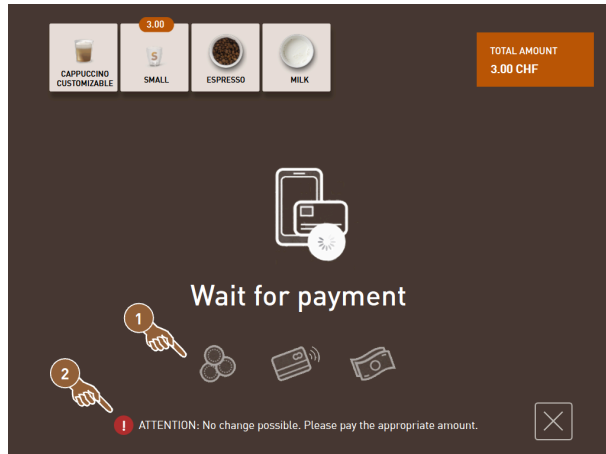 3.00
CAPPUCCINO
CUSTOMIZABLE
S
SMALL
ESPRESSO
MILK
TOTAL AMOUNT
3.00 CHF
Wait for payment
1
2
! ATTENTION: No change possible. Please pay the appropriate amount.